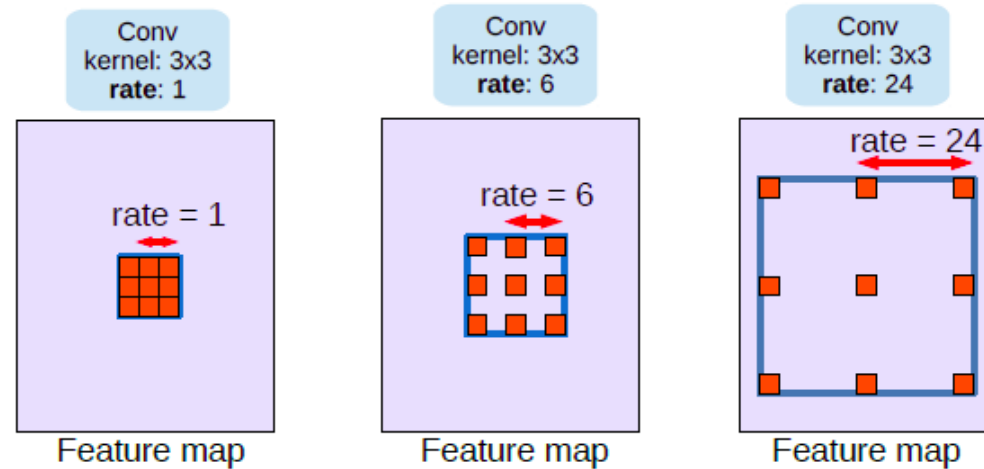 Conv
kernel: 3x3
rate: 1
Conv
kernel: 3x3
rate: 6
Conv
kernel: 3x3
rate: 24
rate = 1
rate = 6
rate = 24
Feature map
Feature map
Feature map